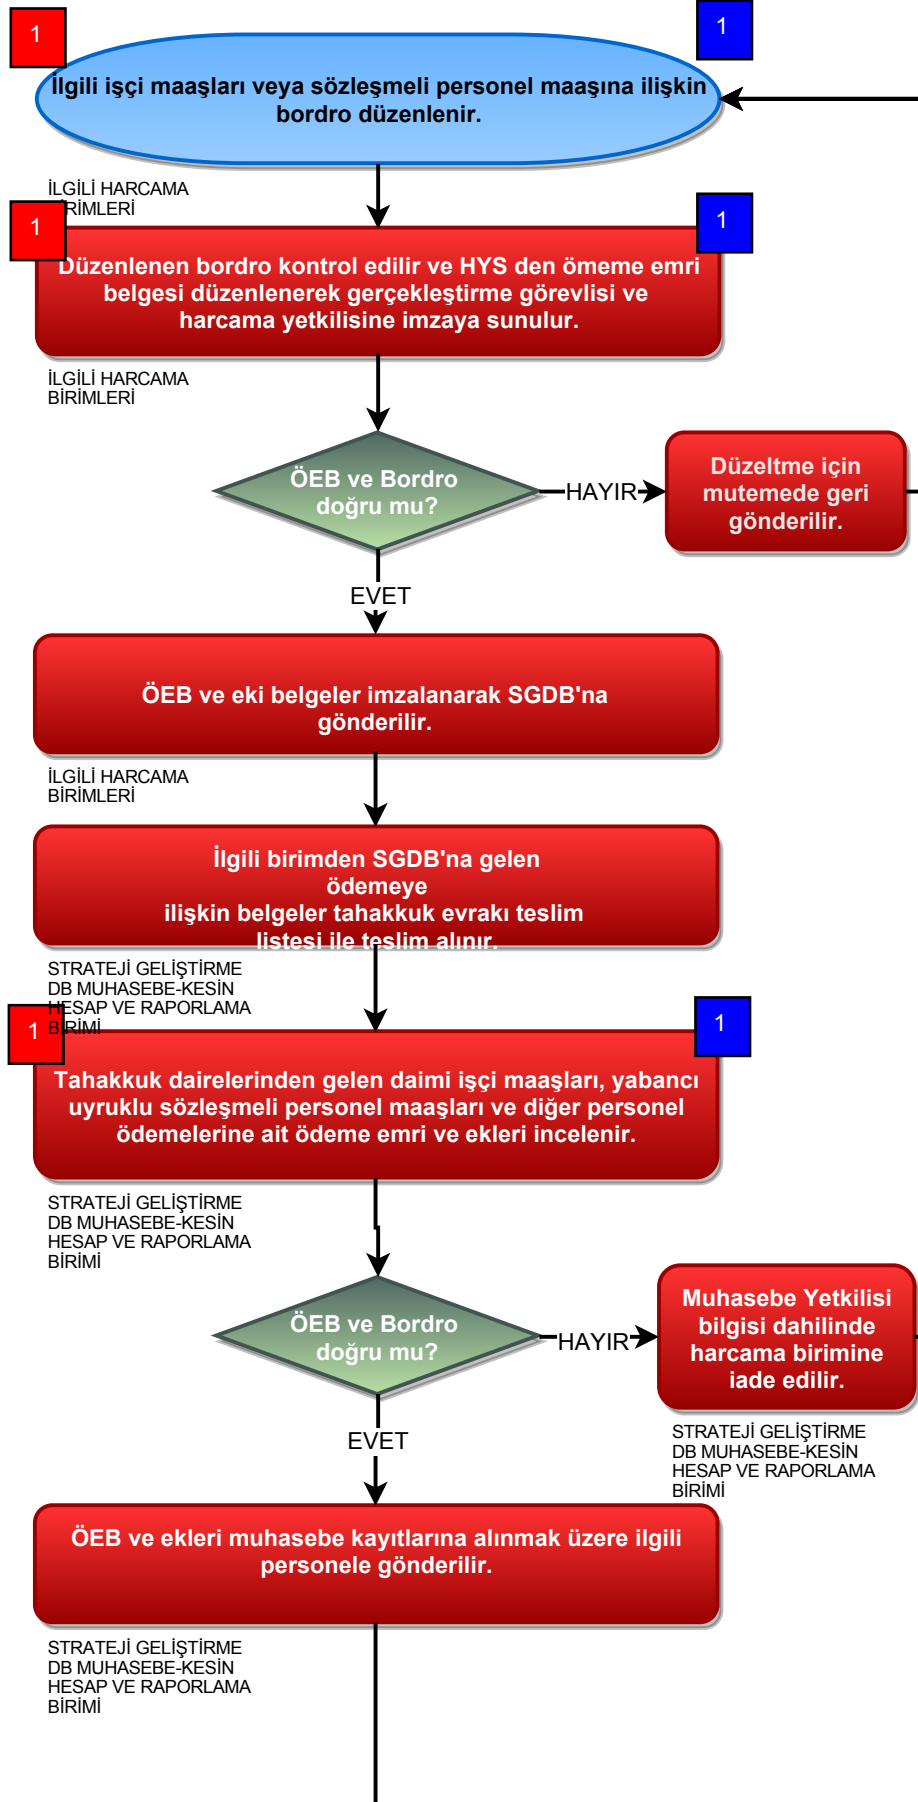 1
1
İlgili işçi maaşları veya sözleşmeli personel maaşına ilişkin
bordro düzenlenir.
İLGİLİ HARCAMA
BİRİMLERİ
1
1
Düzenlenen bordro kontrol edilir ve HYS den ömeme emri
belgesi düzenlenerek gerçekleştirme görevlisi ve
harcama yetkilisine imzaya sunulur.
İLGİLİ HARCAMA
BİRİMLERİ
ÖEB ve Bordro
doğru mu?
HAYIR
Düzeltme için
mutemede geri
gönderilir.
EVET
ÖEB ve eki belgeler imzalanarak SGDB'na
gönderilir.
İLGİLİ HARCAMA
BİRİMLERİ
İlgili birimden SGDB'na gelen
ödemeye
ilişkin belgeler tahakkuk evrakı teslim
listesi ile teslim alınır.
STRATEJİ GELİŞTİRME
DB MUHASEBE-KESİN
HESAP VE RAPORLAMA
BİRİMİ
1
1
Tahakkuk dairelerinden gelen daimi işçi maaşları, yabancı
uyruklu sözleşmeli personel maaşları ve diğer personel
ödemelerine ait ödeme emri ve ekleri incelenir.
STRATEJİ GELİŞTİRME
DB MUHASEBE-KESİN
HESAP VE RAPORLAMA
BİRİMİ
ÖEB ve Bordro
doğru mu?
HAYIR
Muhasebe Yetkilisi
bilgisi dahilinde
harcama birimine
iade edilir.
STRATEJİ GELİŞTİRME
DB MUHASEBE-KESİN
HESAP VE RAPORLAMA
BİRİMİ
EVET
ÖEB ve ekleri muhasebe kayıtlarına alınmak üzere ilgili
personele gönderilir.
STRATEJİ GELİŞTİRME
DB MUHASEBE-KESİN
HESAP VE RAPORLAMA
BİRİMİ